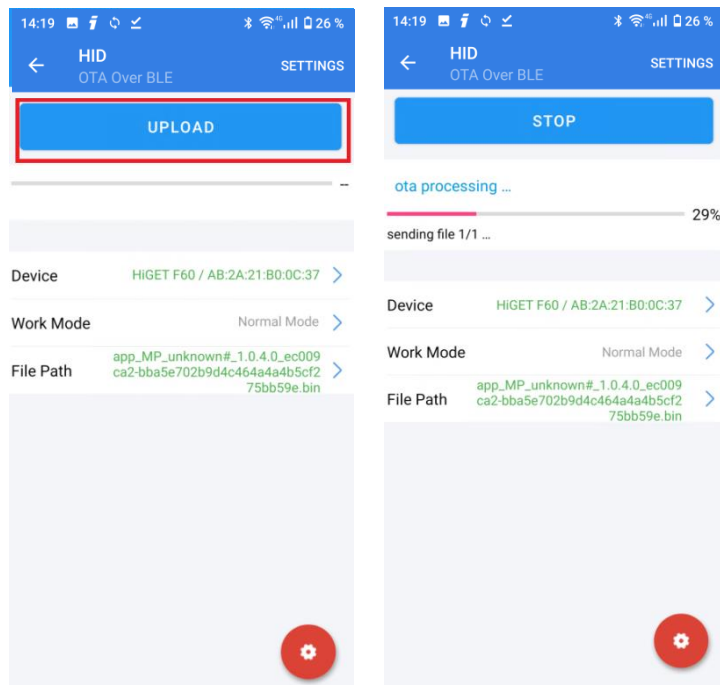 14:19 4G 26 %
HID
OTA Over BLE
SETTINGS
UPLOAD
--
Device HiGET F60 / AB:2A:21:B0:0C:37
Work Mode Normal Mode
File Path app_MP_unknown#_1.0.4.0_ec009
ca2-bba5e702b9d4c464a4a4b5cf2
75bb59e.bin
14:19 4G 26 %
HID
OTA Over BLE
SETTINGS
STOP
ota processing ...
29%
sending file 1/1 ...
Device HiGET F60 / AB:2A:21:B0:0C:37
Work Mode Normal Mode
File Path app_MP_unknown#_1.0.4.0_ec009
ca2-bba5e702b9d4c464a4a4b5cf2
75bb59e.bin